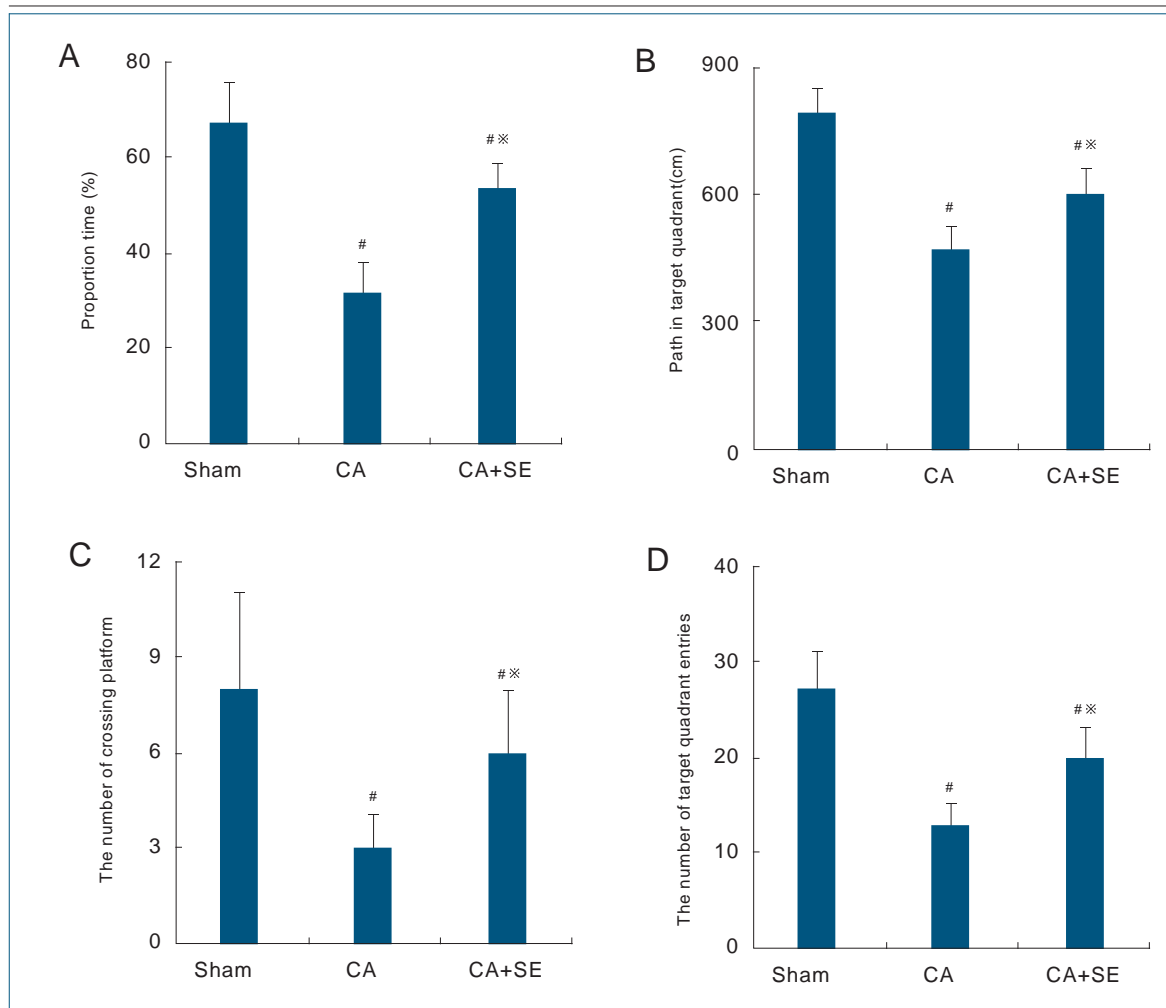 A
80
60
40
20
0
Proportion time (%)
#
#※
Sham CA CA+SE
B
900
600
300
0
Path in target quadrant(cm)
#
#※
Sham CA CA+SE
C
12
9
6
3
0
The number of crossing platform
#
#※
Sham CA CA+SE
D
40
30
20
10
0
The number of target quadrant entries
#
#※
Sham CA CA+SE